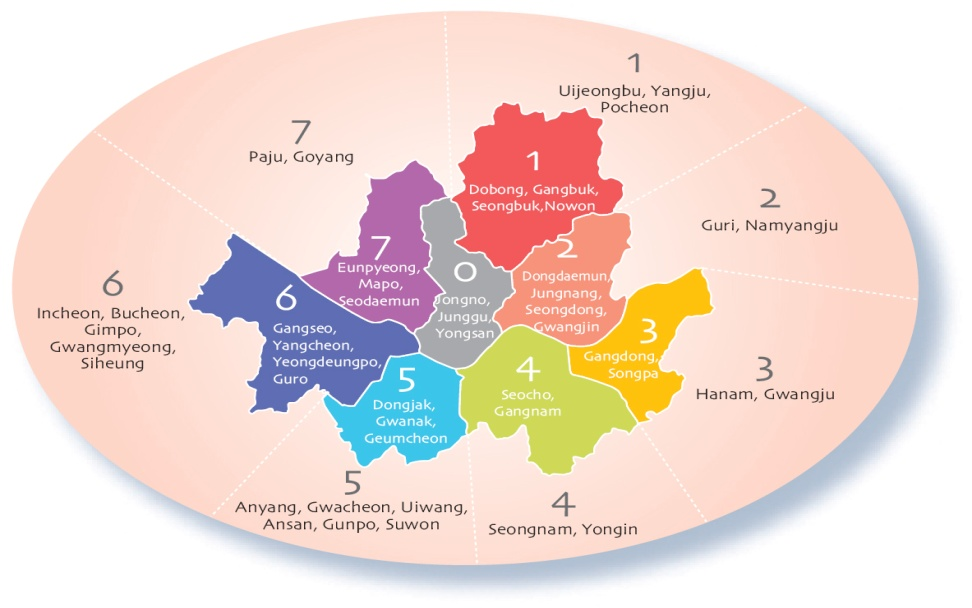 1
Uijeongbu, Yangju,
Pocheon
7
Paju, Goyang
1
Dobong, Gangbuk,
Seongbuk,Nowon
2
Guri, Namyangju
7
Eunpyeong,
Mapo,
Seodaemun
0
Jongno,
Junggu,
Yongsan
2
Dongdaemun,
Jungnang,
Seongdong,
Gwangjin
6
Incheon, Bucheon,
Gimpo,
Gwangmyeong,
Siheung
6
Gangseo,
Yangcheon,
Yeongdeungpo,
Guro
3
Gangdong,
Songpa
3
Hanam, Gwangju
5
Dongjak,
Gwanak,
Geumcheon
4
Seocho,
Gangnam
5
Anyang, Gwacheon, Uiwang,
Ansan, Gunpo, Suwon
4
Seongnam, Yongin